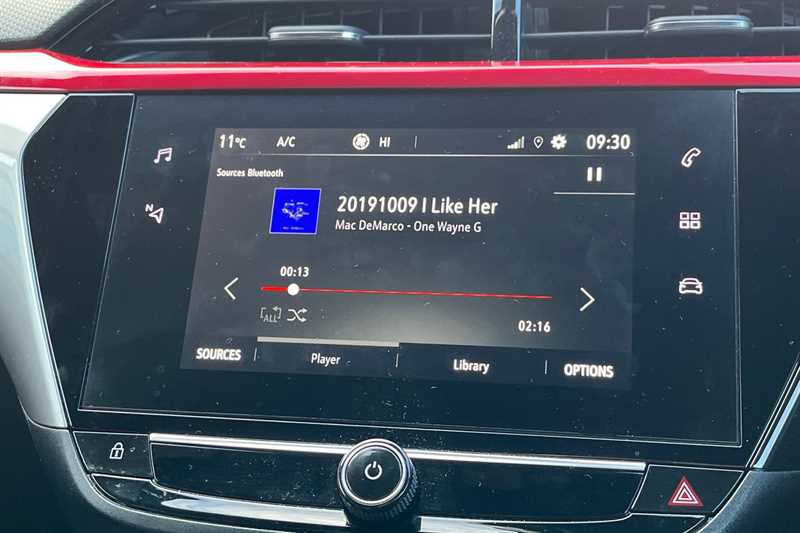 11°C A/C HI 09:30
Sources Bluetooth
20191009 I Like Her
Mac DeMarco - One Wayne G
N
00:13
ALL
02:16
SOURCES Player Library OPTIONS